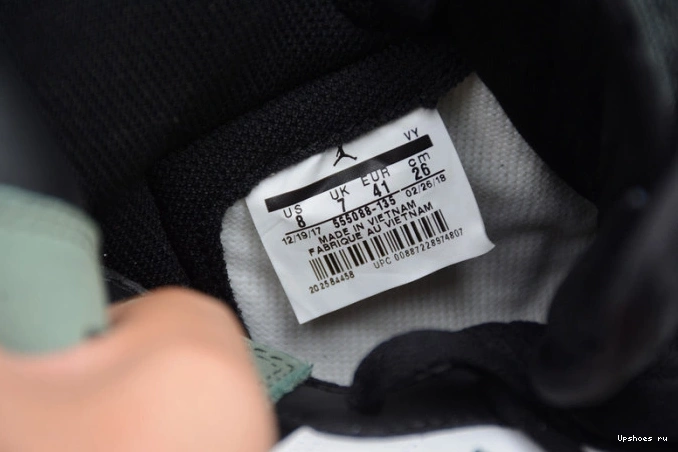 VY
US UK EUR cm
8 7 41 26
12/19/17 555088-135 02/26/18
MADE IN VIETNAM
FABRIQUE AU VIETNAM
202584458 UPC 00887228974807
Upshoes ru